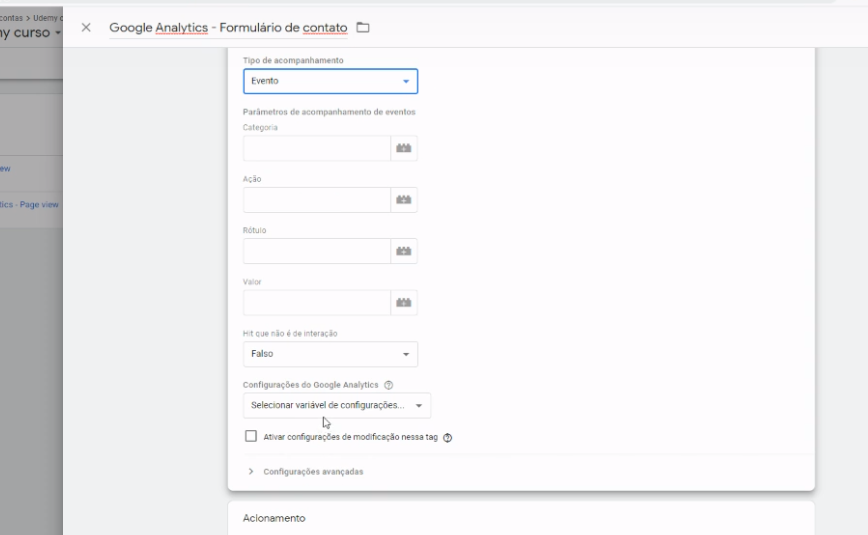 contas > Udemy c
ny curso
Google Analytics - Formulário de contato
Tipo de acompanhamento
Evento
Parâmetros de acompanhamento de eventos
Categoria
Ação
ew
Rótulo
tics - Page view
Valor
Hit que não é de interação
Falso
Configurações do Google Analytics
Selecionar variável de configurações...
Ativar configurações de modificação nessa tag
Configurações avançadas
Acionamento